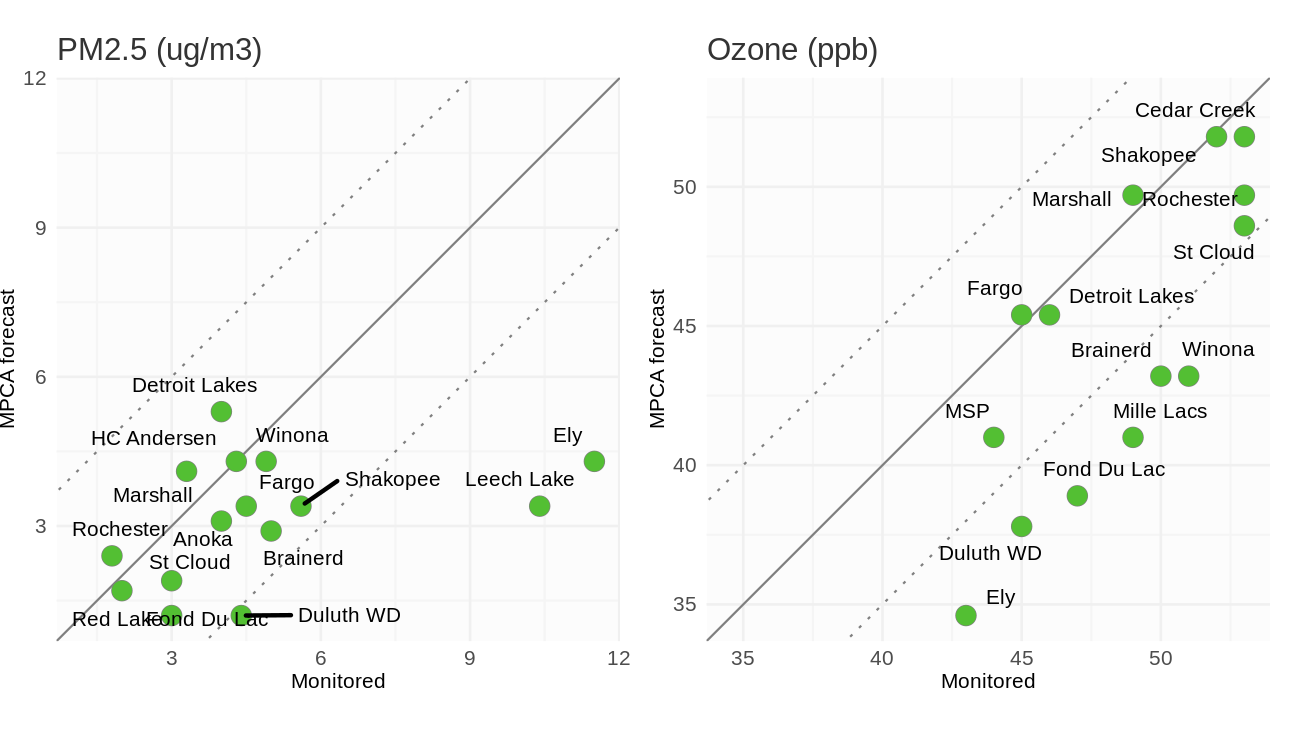 PM2.5 (ug/m3)
12
9
6
3
MPCA forecast
Detroit Lakes
HC Andersen
Winona
Ely
Marshall
Fargo
Shakopee
Leech Lake
Rochester
Anoka
St Cloud
Brainerd
Red Lake
Fond Du Lac
Duluth WD
3
6
9
12
Monitored
Ozone (ppb)
50
45
40
35
MPCA forecast
Cedar Creek
Shakopee
Marshall
Rochester
St Cloud
Fargo
Detroit Lakes
Brainerd
Winona
MSP
Mille Lacs
Fond Du Lac
Duluth WD
Ely
35
40
45
50
Monitored